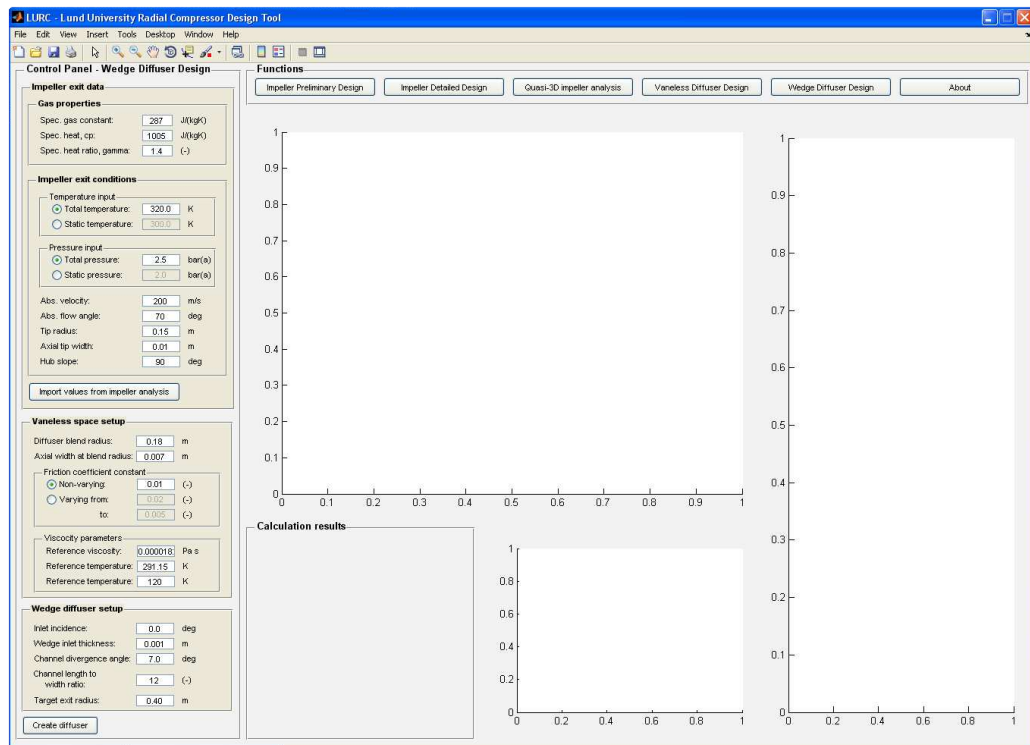 LURC - Lund University Radial Compressor Design Tool
File Edit View Insert Tools Desktop Window Help
Control Panel - Wedge Diffuser Design
Impeller exit data
Gas properties
Spec. gas constant: 287 J/(kgK)
Spec. heat, cp: 1005 J/(kgK)
Spec. heat ratio, gamma: 1.4 (-)
Impeller exit conditions
Temperature input
Total temperature: 320.0 K
Static temperature: 300.0 K
Pressure input
Total pressure: 2.5 bar(a)
Static pressure: 2.0 bar(a)
Abs. velocity: 200 m/s
Abs. flow angle: 70 deg
Tip radius: 0.15 m
Axial tip width: 0.01 m
Hub slope: 90 deg
Import values from impeller analysis
Vaneless space setup
Diffuser blend radius: 0.18 m
Axial width at blend radius: 0.007 m
Friction coefficient constant
Non-varying: 0.01 (-)
Varying from: 0.02 (-)
to: 0.005 (-)
Viscocity parameters
Reference viscosity: 0.000018 Pa s
Reference temperature: 291.15 K
Reference temperature: 120 K
Wedge diffuser setup
Inlet incidence: 0.0 deg
Wedge inlet thickness: 0.001 m
Channel divergence angle: 7.0 deg
Channel length to
width ratio: 12 (-)
Target exit radius: 0.40 m
Create diffuser
Functions
Impeller Preliminary Design Impeller Detailed Design Quasi-3D impeller analysis Vaneless Diffuser Design Wedge Diffuser Design About
1
0.9
0.8
0.7
0.6
0.5
0.4
0.3
0.2
0.1
0
0 0.1 0.2 0.3 0.4 0.5 0.6 0.7 0.8 0.9 1
Calculation results
1
0.8
0.6
0.4
0.2
0
0 0.2 0.4 0.6 0.8 1
1
0.9
0.8
0.7
0.6
0.5
0.4
0.3
0.2
0.1
0
0 0.2 0.4 0.6 0.8 1